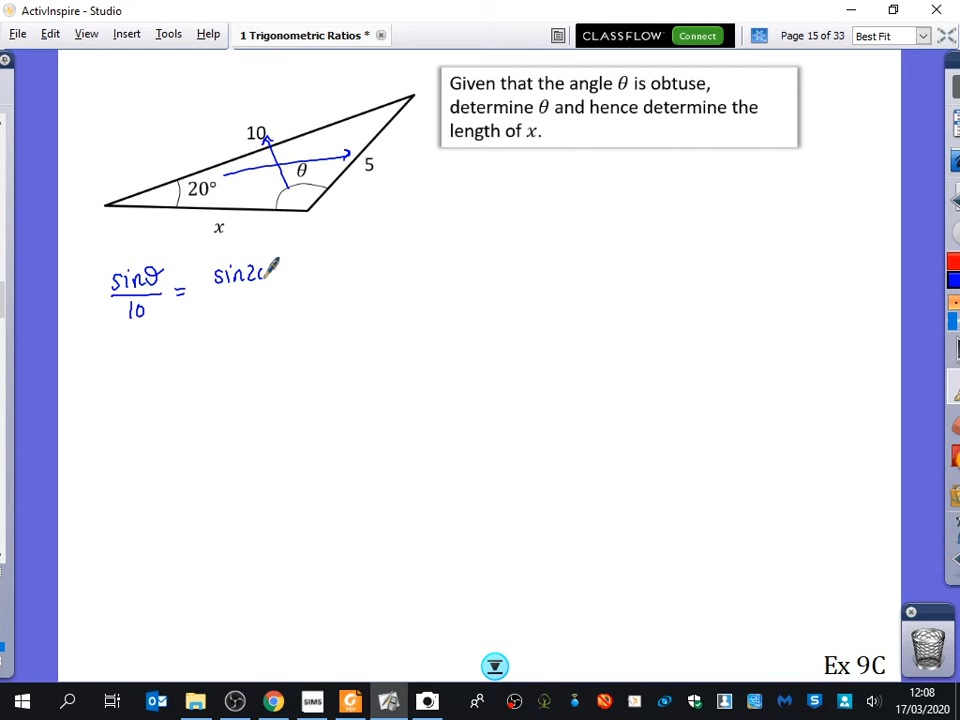 ActivInspire - Studio
File Edit View Insert Tools Help
1 Trigonometric Ratios *
CLASSFLOW Connect
Page 15 of 33
Best Fit
Given that the angle θ is obtuse,
determine θ and hence determine the
length of x.
10
θ
5
20°
x
sinθ/10 = sin20
Ex 9C
SIMS
12:08
17/03/2020